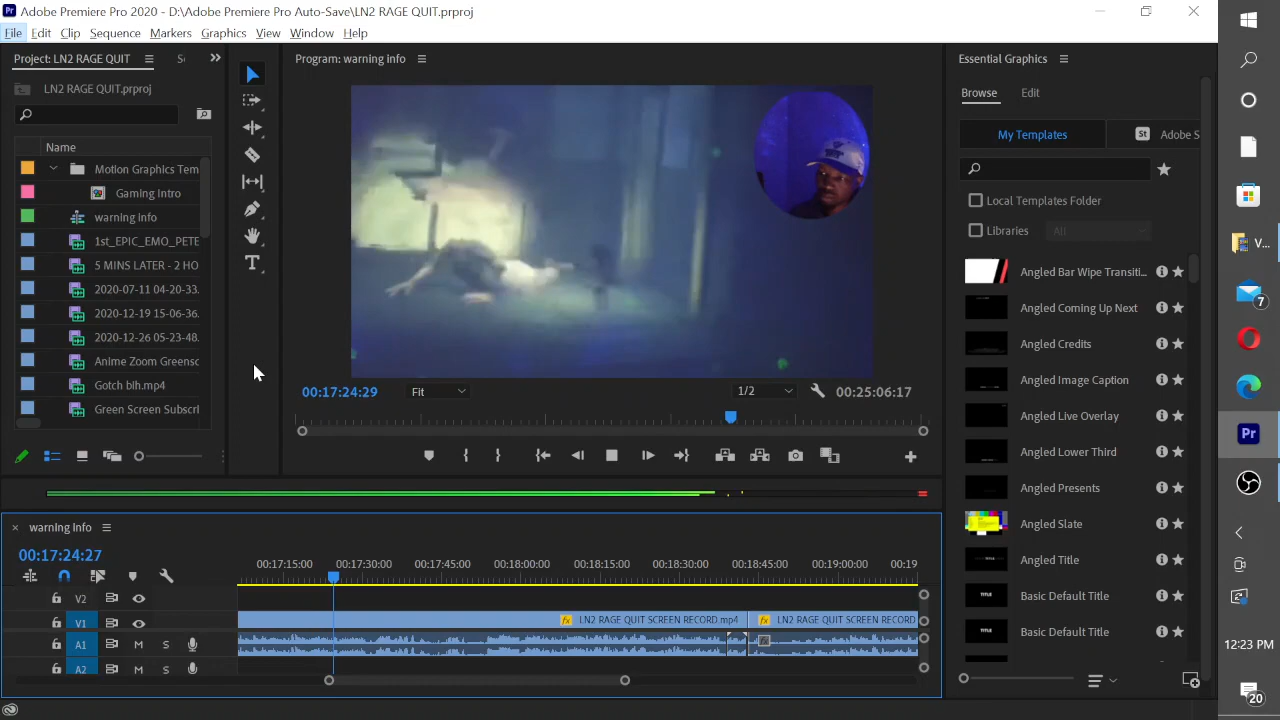 Adobe Premiere Pro 2020 - D:\Adobe Premiere Pro Auto-Save\LN2 RAGE QUIT.prproj
File Edit Clip Sequence Markers Graphics View Window Help
Project: LN2 RAGE QUIT
LN2 RAGE QUIT.prproj
Name
Motion Graphics Tem
Gaming Intro
warning Info
1st_EPIC_EMO_PETE
5 MINS LATER - 2 HO
2020-07-11 04-20-33.
2020-12-19 15-06-36.
2020-12-26 05-23-48.
Anime Zoom Greensc
Gotch blh.mp4
Green Screen Subscri
Program: warning Info
00:17:24:29 Fit 1/2 00:25:06:17
Essential Graphics
Browse Edit
My Templates St Adobe S
Local Templates Folder
Libraries All
Angled Bar Wipe Transiti...
Angled Coming Up Next
Angled Credits
Angled Image Caption
Angled Live Overlay
Angled Lower Third
Angled Presents
Angled Slate
Angled Title
Basic Default Title
Basic Default Title
warning Info
00:17:24:27
00:17:15:00 00:17:30:00 00:17:45:00 00:18:00:00 00:18:15:00 00:18:30:00 00:18:45:00 00:19:00:00 00:19
V2
V1 fx LN2 RAGE QUIT SCREEN RECORD.mp4 fx LN2 RAGE QUIT SCREEN RECORD
A1 M S
A2 M S
V...
7
Pr
12:23 PM
20